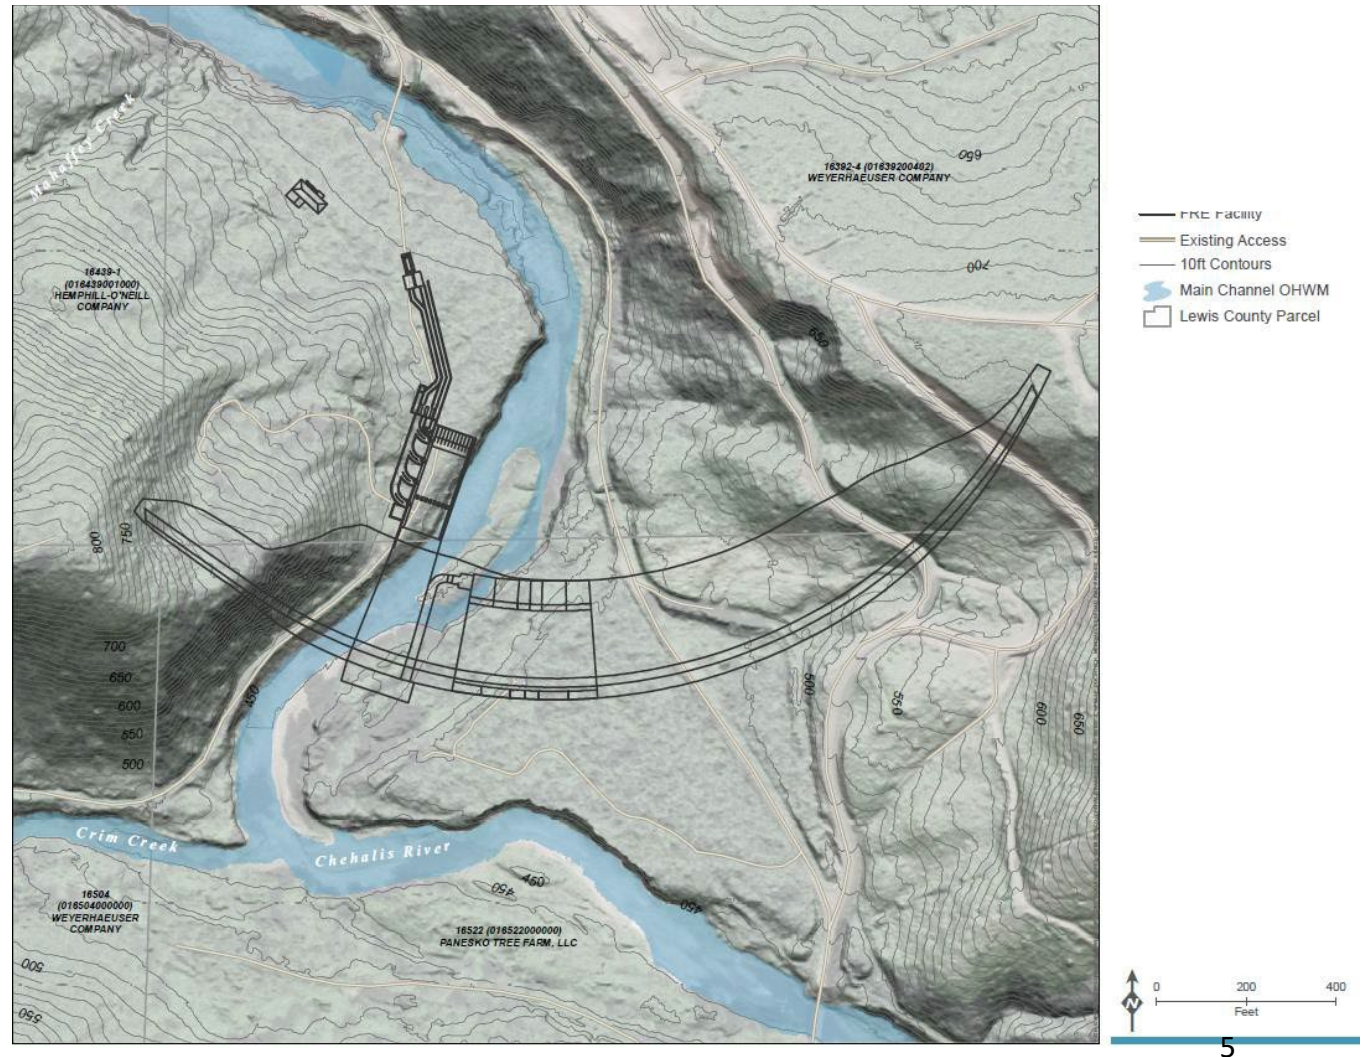 Mahaffey Creek
16392-4 (01639200402)
WEYERHAEUSER COMPANY
650
700
650
16439-1
(016439001000)
HEMPHILL-O'NEILL
COMPANY
800
750
700
650
600
550
500
450
500
550
600
650
Crim Creek
Chehalis River
450
450
450
16504
(016504000000)
WEYERHAEUSER
COMPANY
16522 (016522000000)
PANESKO TREE FARM, LLC
500
550
FRE Facility
Existing Access
10ft Contours
Main Channel OHWM
Lewis County Parcel
N
0 200 400
Feet
5